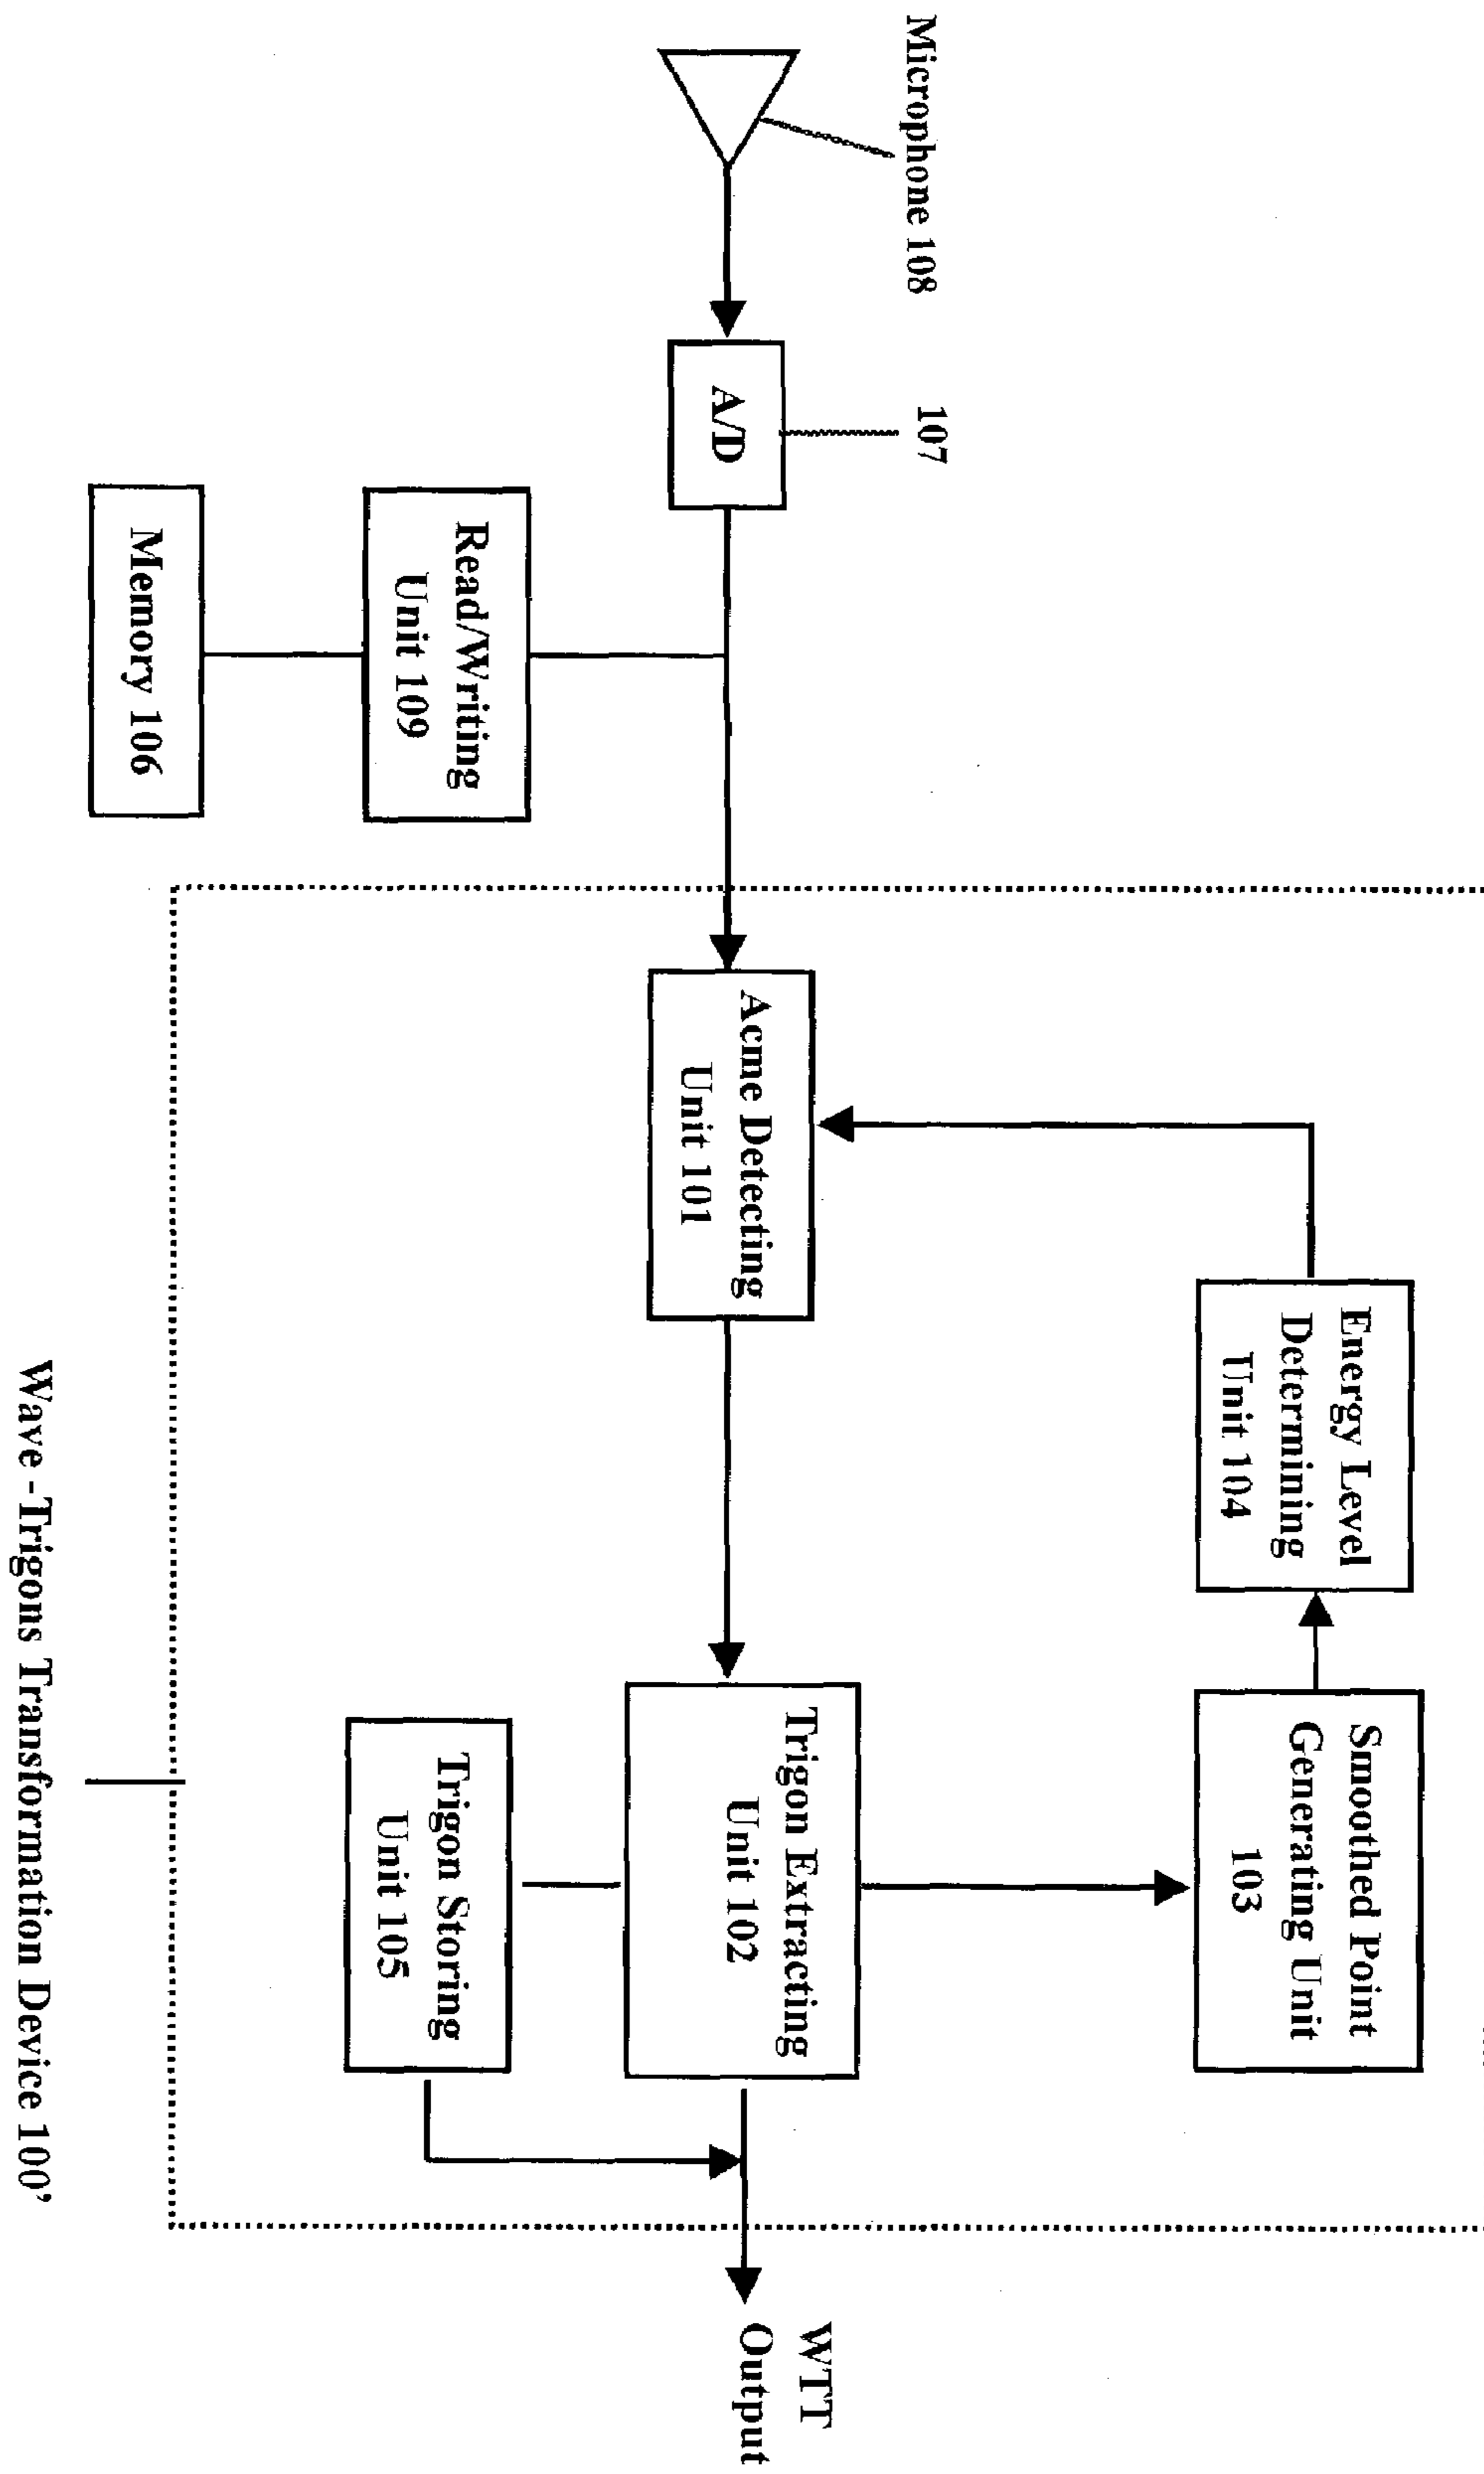 Microphone 108
107
A/D
Read/Writing
Unit 109
Memory 106
Smoothed Point
Generating Unit
103
Energy Level
Determining
Unit 104
Acme Detecting
Unit 101
Trigon Extracting
Unit 102
Trigon Storing
Unit 105
WTT
Output
Wave -Trigons Transformation Device 100’